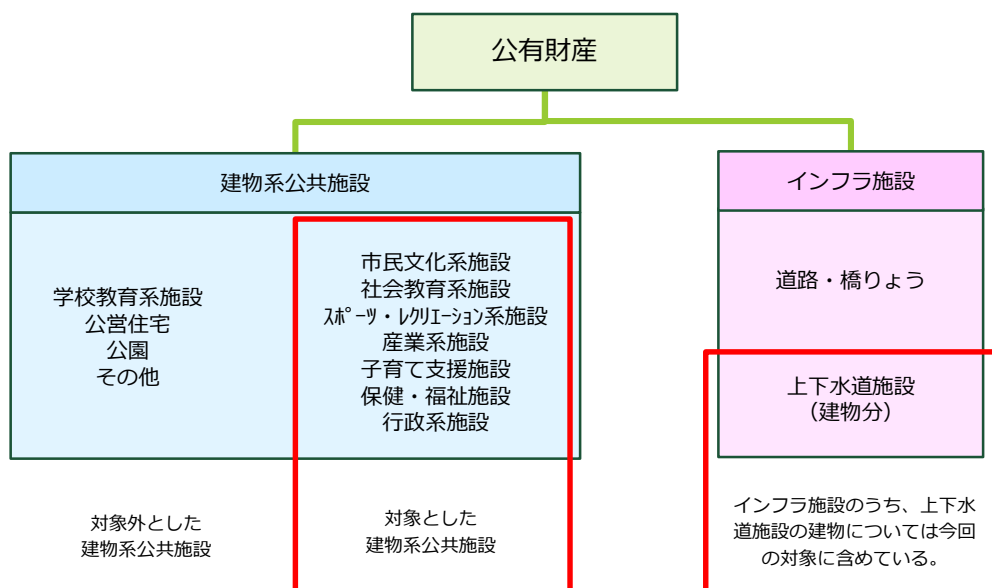 公有財産
建物系公共施設
学校教育系施設
公営住宅
公園
その他
市民文化系施設
社会教育系施設
ｽﾎﾟｰツ・ﾚｸﾘｴｰｼｮﾝ系施設
産業系施設
子育て支援施設
保健・福祉施設
行政系施設
対象外とした
建物系公共施設
対象とした
建物系公共施設
インフラ施設
道路・橋りょう
上下水道施設
（建物分）
インフラ施設のうち、上下水
道施設の建物については今回
の対象に含めている。